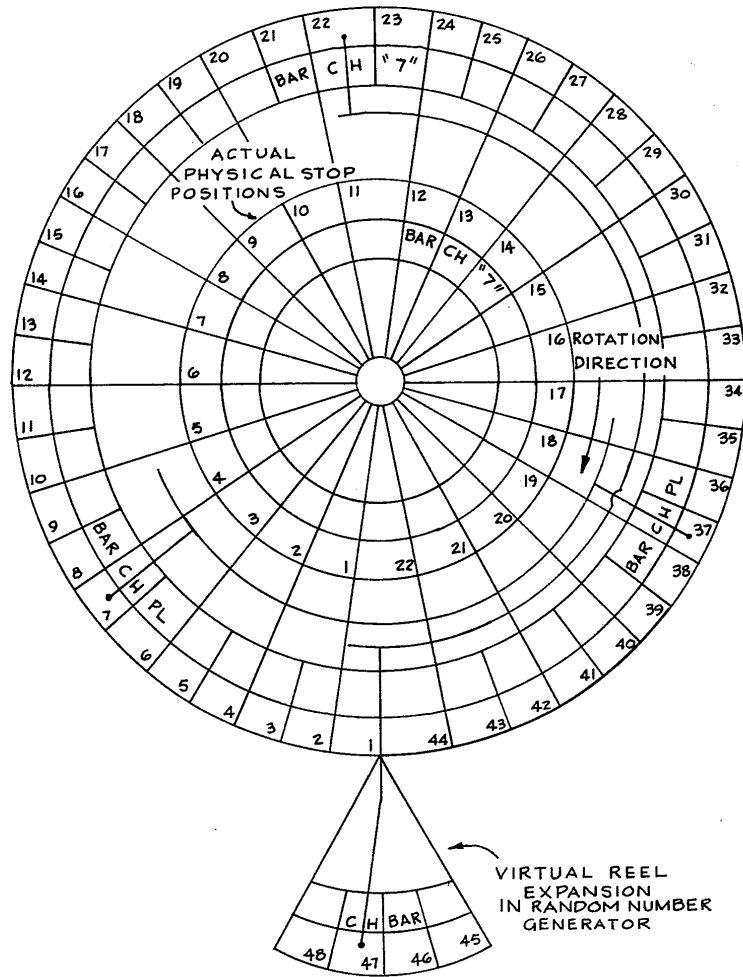 22 23
21 24
20 25
19 26
18 27
17 28
16 29
15 30
14 31
13 32
12 33
11 34
10 35
9 36
8 37
7 38
6 39
5 40
4 41
3 42
2 43
1 44
BAR C H "7"
ACTUAL
PHYSICAL STOP
POSITIONS
11 12
10 13
9 14
8 15
7 16
6 17
5 18
4 19
3 20
2 21
1 22
BAR CH "7"
ROTATION
DIRECTION
BAR C H PL
BAR C H PL
C H BAR
48 47 46 45
VIRTUAL REEL
EXPANSION
IN RANDOM NUMBER
GENERATOR